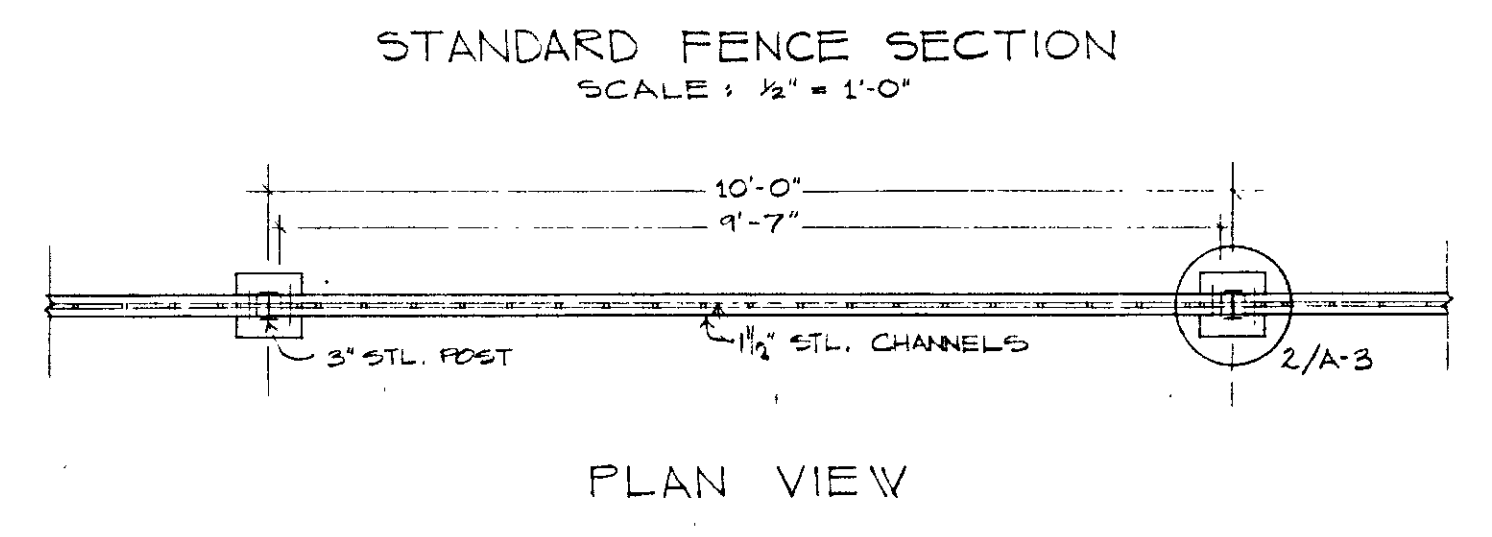 STANDARD FENCE SECTION
SCALE : ½" = 1'-0"
10'-0"
9'-7"
3" STL. POST
1½" STL. CHANNELS
2/A-3
PLAN VIEW